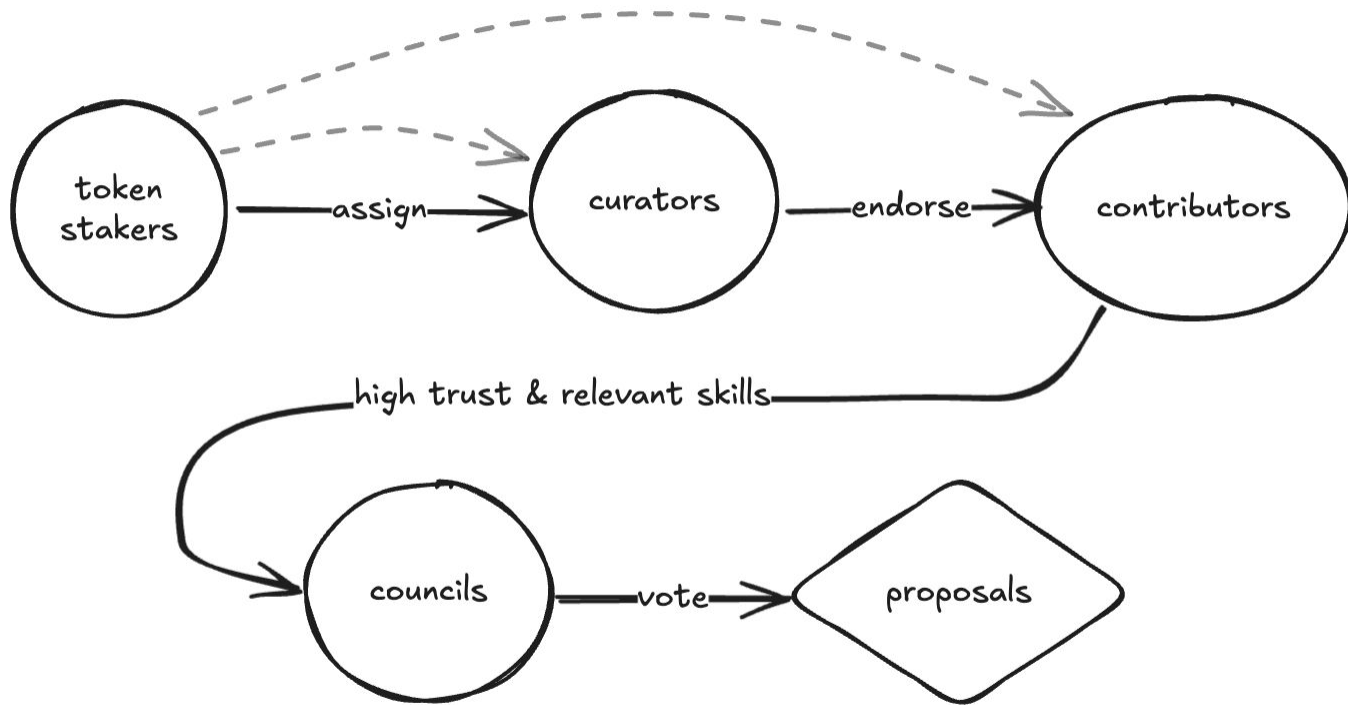 token
stakers
assign
curators
endorse
contributors
high trust & relevant skills
councils
vote
proposals